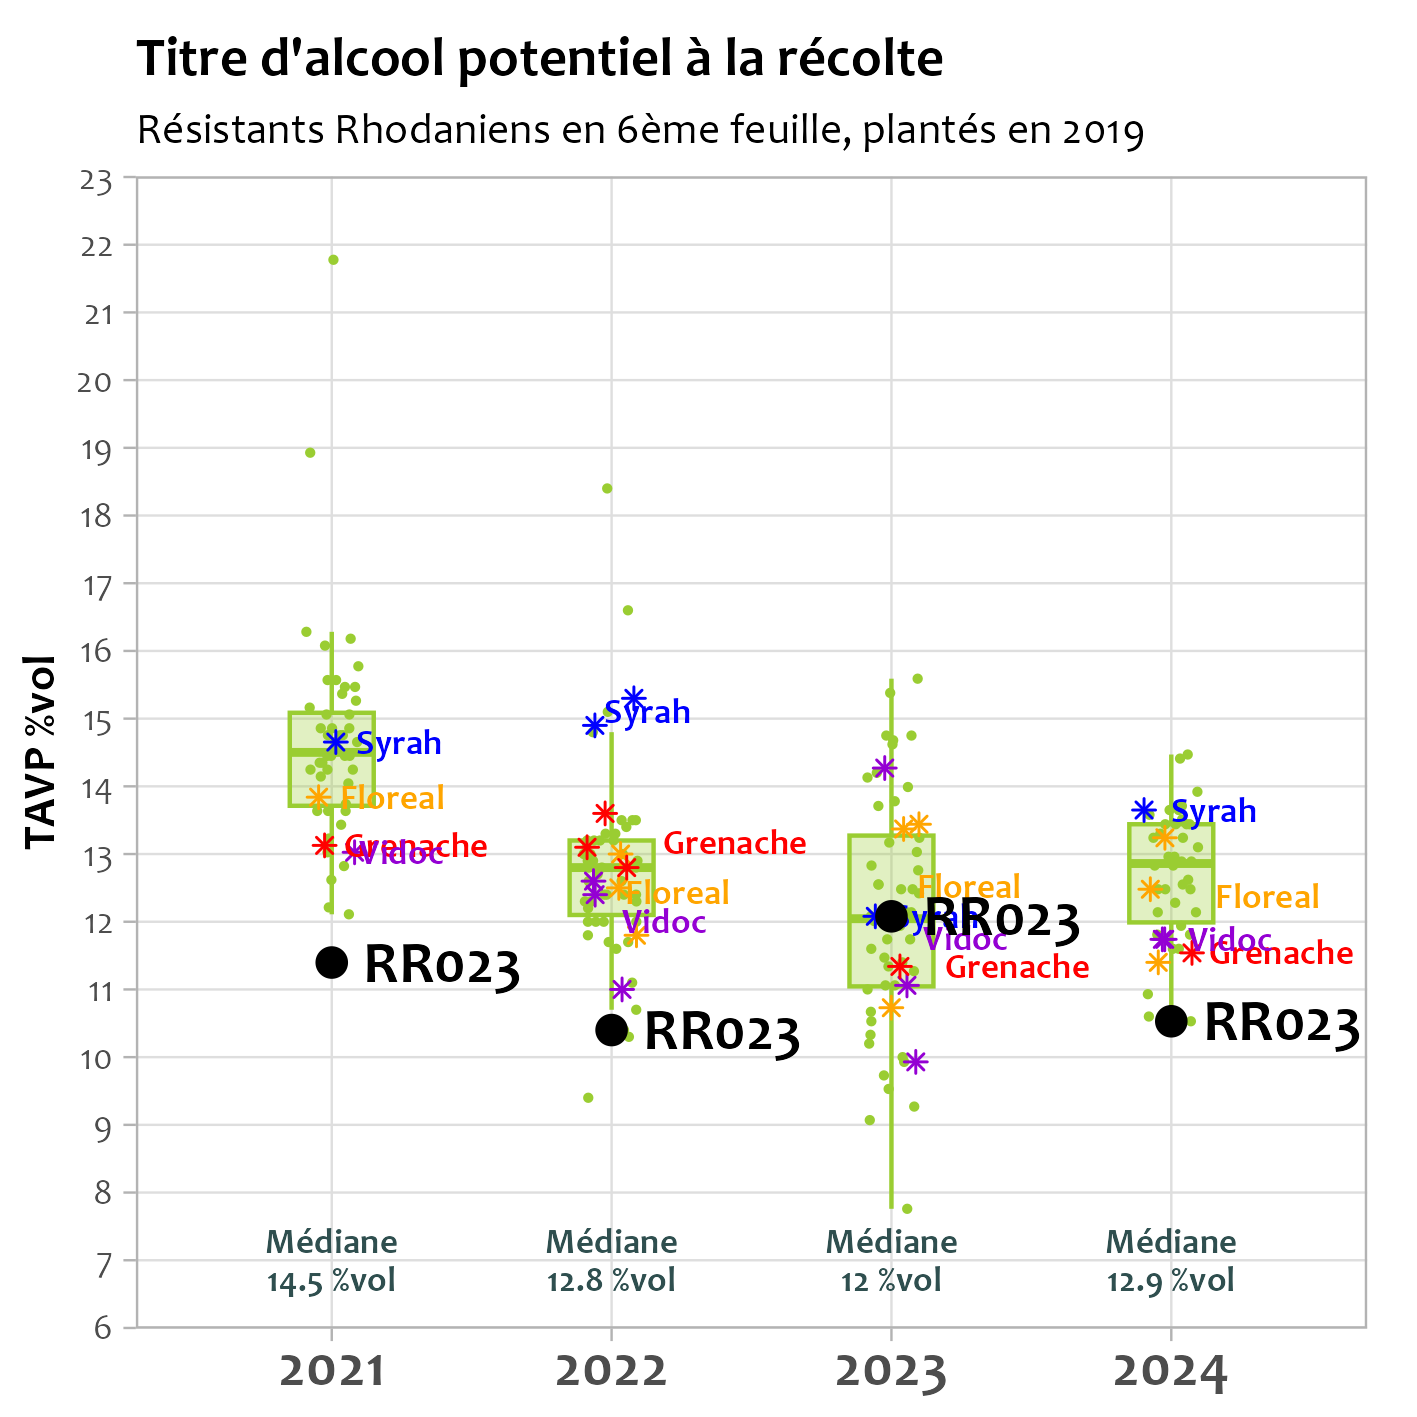 Titre d'alcool potentiel à la récolte
Résistants Rhodaniens en 6ème feuille, plantés en 2019
TAVP %vol
23
22
21
20
19
18
17
16
15
14
13
12
11
10
9
8
7
6
Syrah
Floreal
Grenache
Vidoc
RR023
Syrah
Grenache
Floreal
Vidoc
RR023
Floreal
Syrah
RR023
Vidoc
Grenache
Syrah
Floreal
Vidoc
Grenache
RR023
Médiane
14.5 %vol
Médiane
12.8 %vol
Médiane
12 %vol
Médiane
12.9 %vol
2021
2022
2023
2024